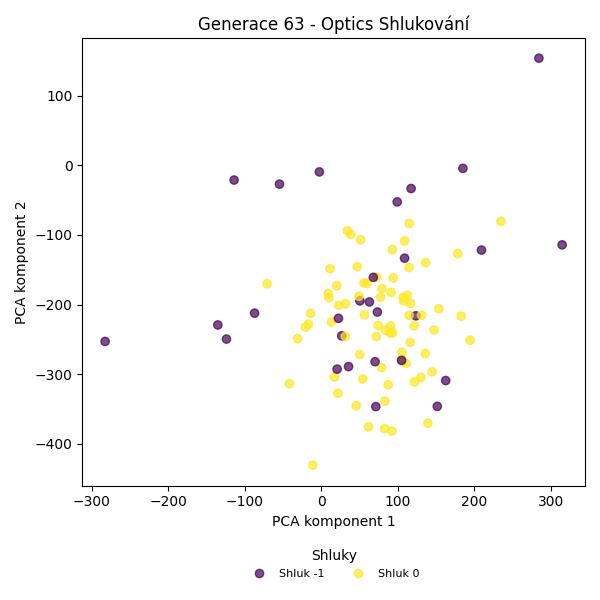 Generace 63 - Optics Shlukování
100
0
−100
−200
−300
−400
PCA komponent 2
−300 −200 −100 0 100 200 300
PCA komponent 1
Shluky
Shluk -1 Shluk 0